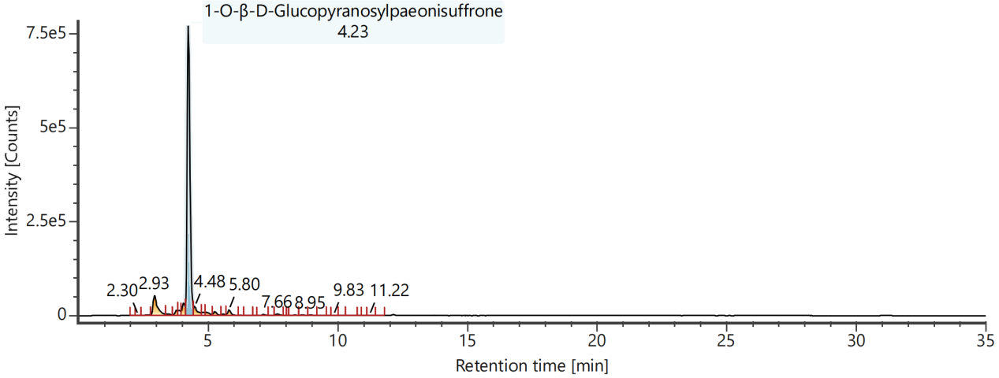 1-O-β-D-Glucopyranosylpaeonisuffrone
4.23
7.5e5
5e5
2.5e5
0
Intensity [Counts]
2.30
2.93
4.48
5.80
7.66
8.95
9.83
11.22
5
10
15
20
25
30
35
Retention time [min]